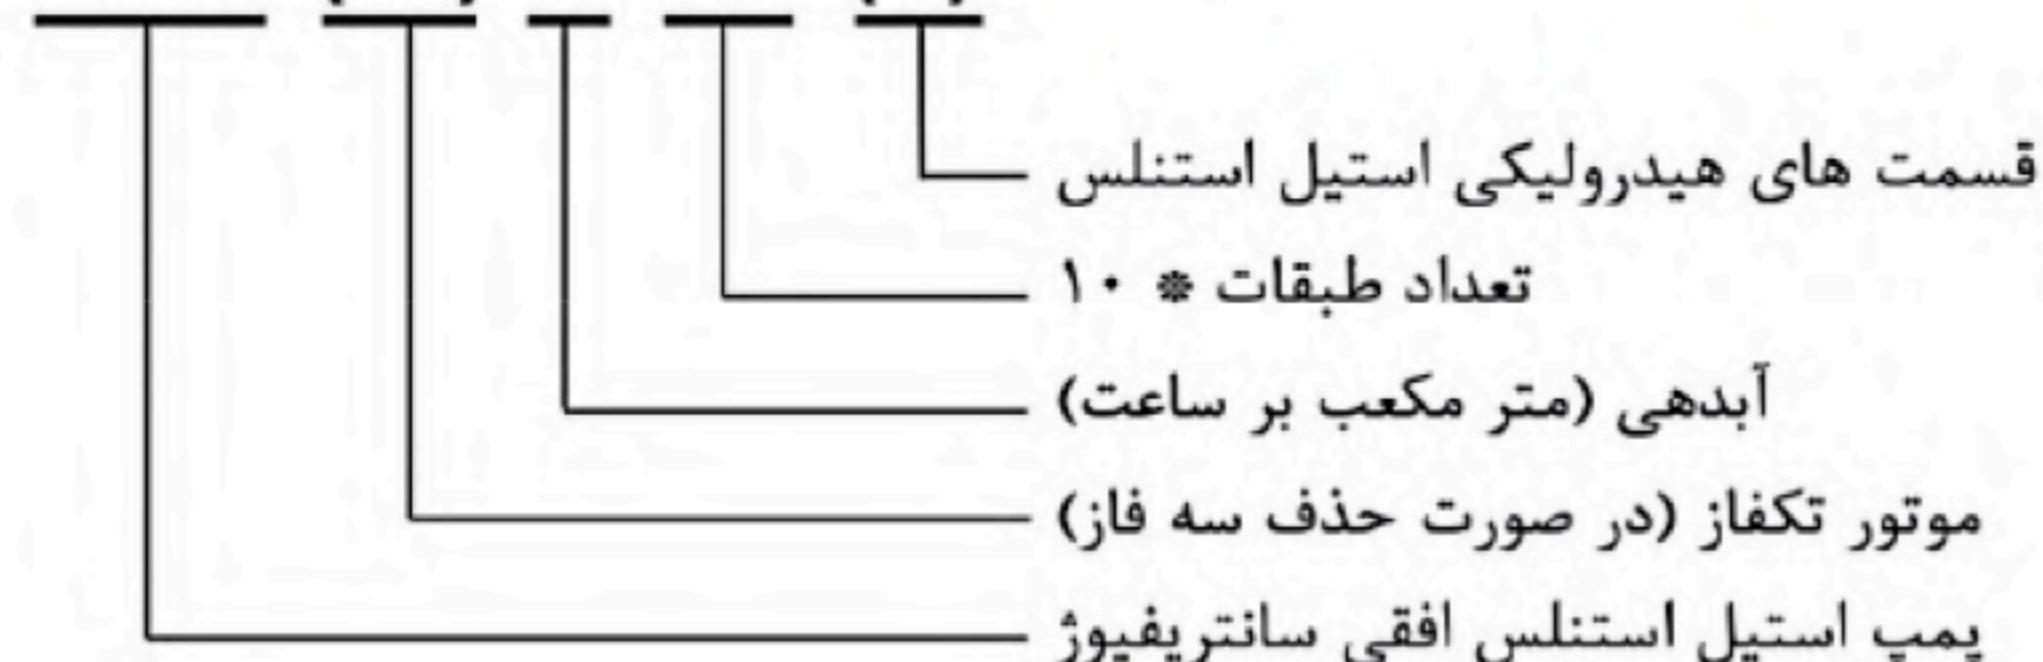 قسمت های هیدرولیکی استیل استنلس
تعداد طبقات * ۱۰
آبدهی (متر مکعب بر ساعت)
موتور تکفاز (در صورت حذف سه فاز)
پمپ استیل استنلس افقی سانتریفیوژ